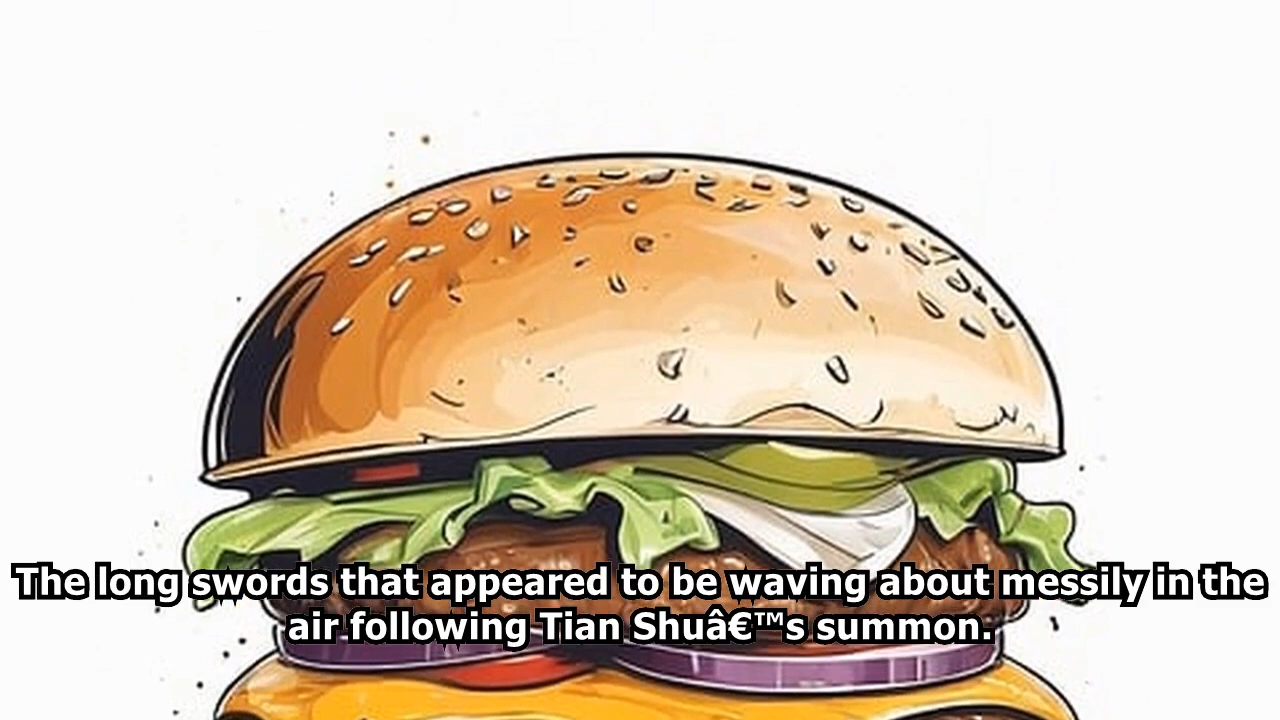 The long swords that appeared to be waving about messily in the
air following Tian Shuâ€™s summon.